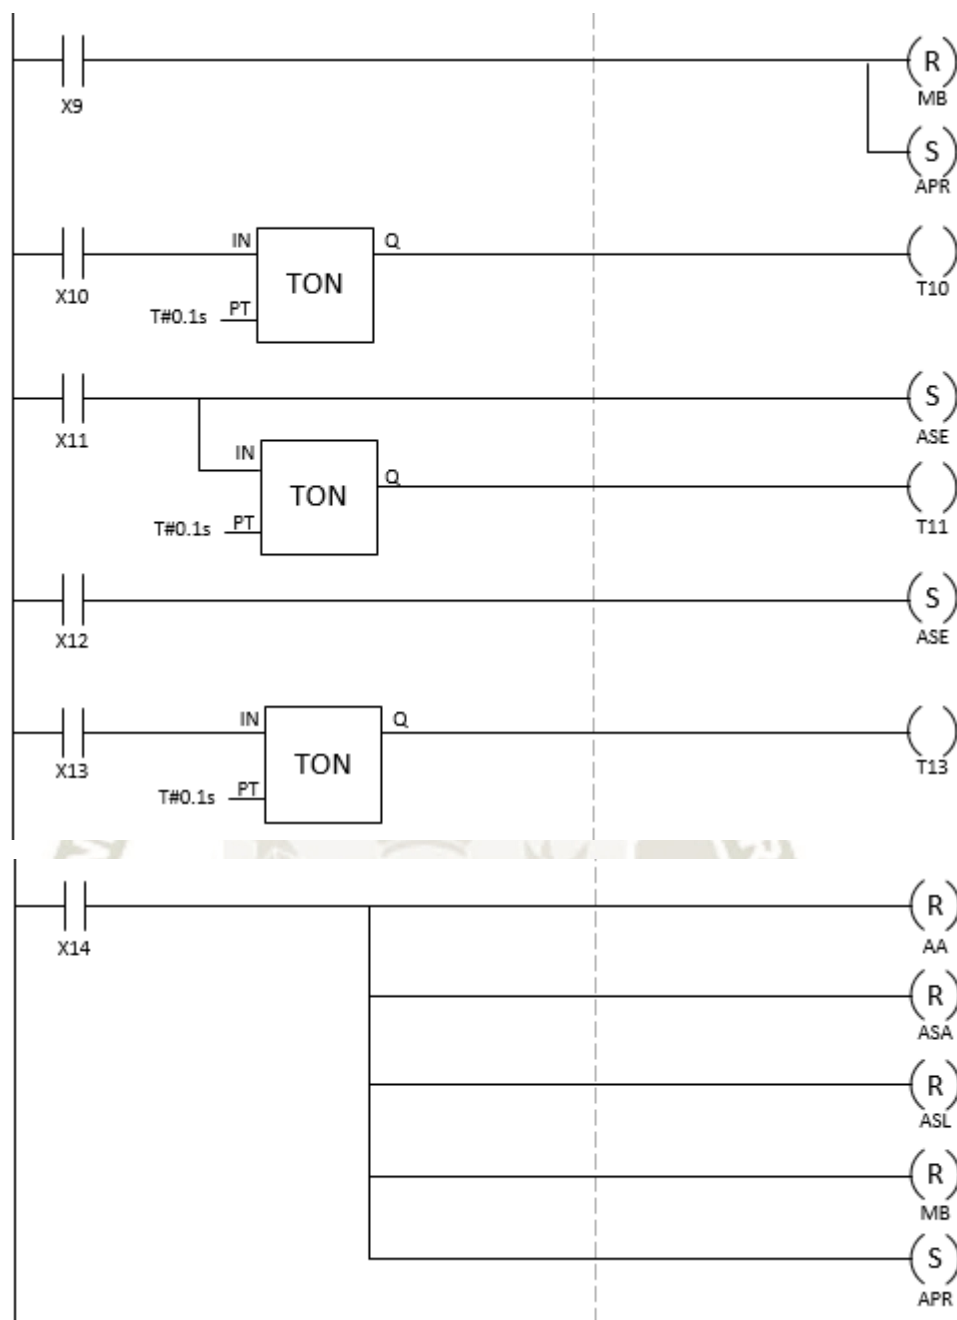 R
X9
MB
S
APR
IN
Q
TON
X10
T10
T#0.1s
PT
S
X11
ASE
IN
Q
TON
T#0.1s
PT
T11
S
X12
ASE
IN
Q
TON
X13
T13
T#0.1s
PT
R
X14
AA
R
ASA
R
ASL
R
MB
S
APR